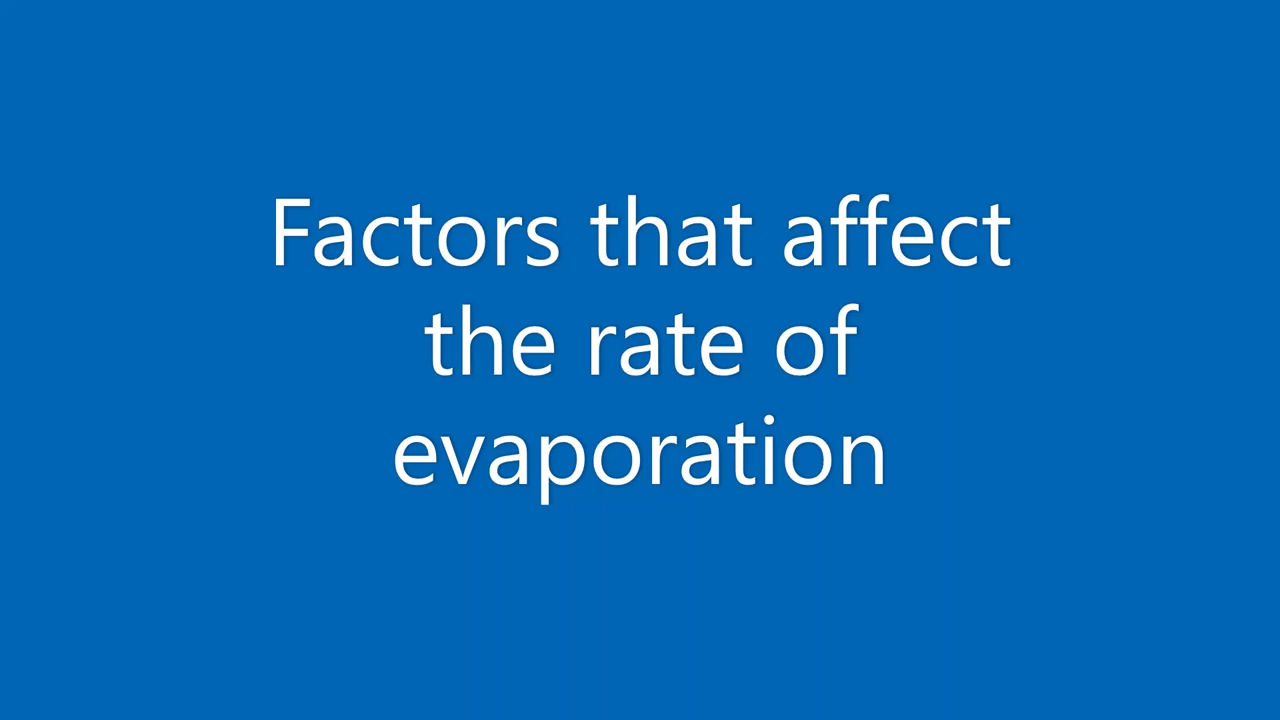 Factors that affect
the rate of
evaporation